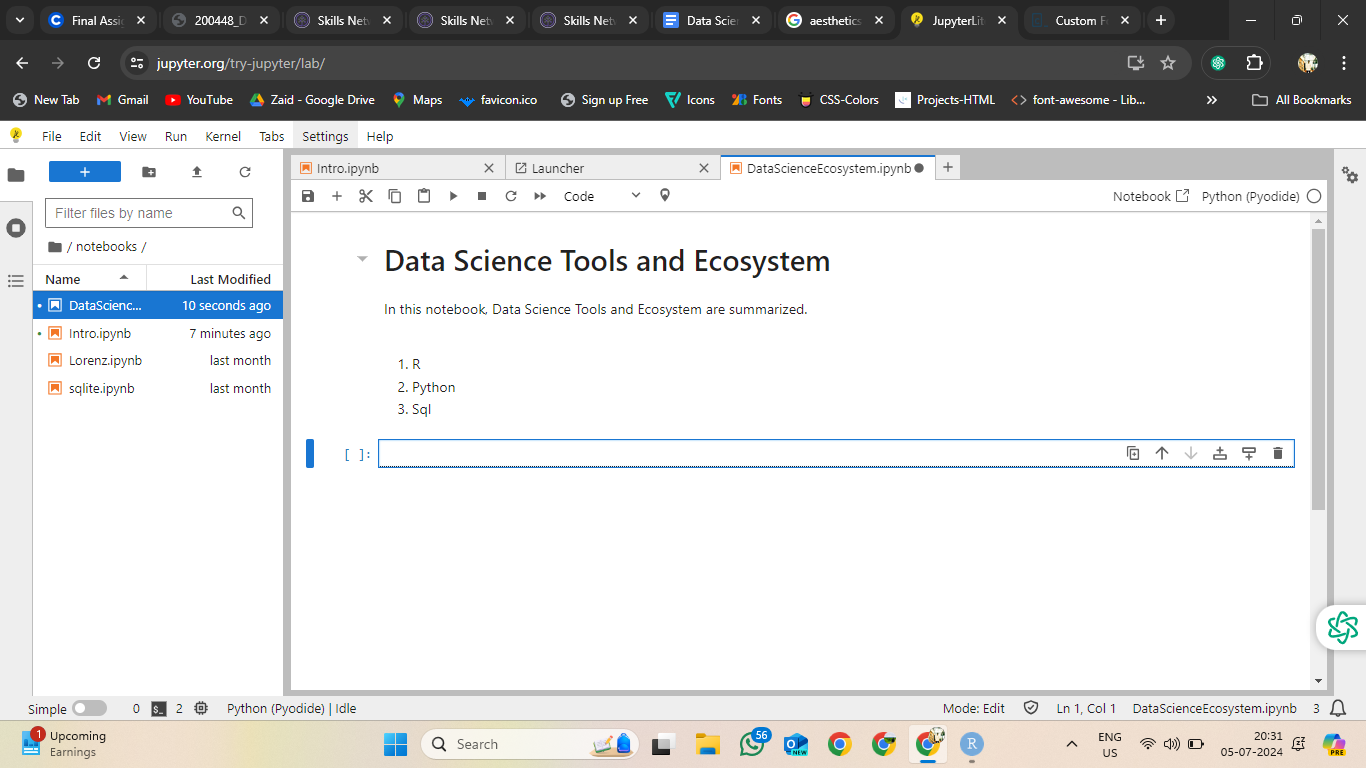 Final Assig
200448_D
Skills Netw
Skills Netw
Skills Netw
Data Scien
aesthetics
JupyterLite
Custom Fo
jupyter.org/try-jupyter/lab/
New Tab Gmail YouTube Zaid - Google Drive Maps favicon.ico Sign up Free Icons Fonts CSS-Colors Projects-HTML font-awesome - Lib... » All Bookmarks
File Edit View Run Kernel Tabs Settings Help
Intro.ipynb Launcher DataScienceEcosystem.ipynb
Code Notebook Python (Pyodide)
Filter files by name
/ notebooks /
Name Last Modified
DataScienc... 10 seconds ago
Intro.ipynb 7 minutes ago
Lorenz.ipynb last month
sqlite.ipynb last month
Data Science Tools and Ecosystem
In this notebook, Data Science Tools and Ecosystem are summarized.
1. R
2. Python
3. Sql
[ ]:
Simple 0 $_ 2 Python (Pyodide) | Idle Mode: Edit Ln 1, Col 1 DataScienceEcosystem.ipynb 3
1 Upcoming
Earnings
Search
56
NEW
R
ENG
US
20:31
05-07-2024
PRE